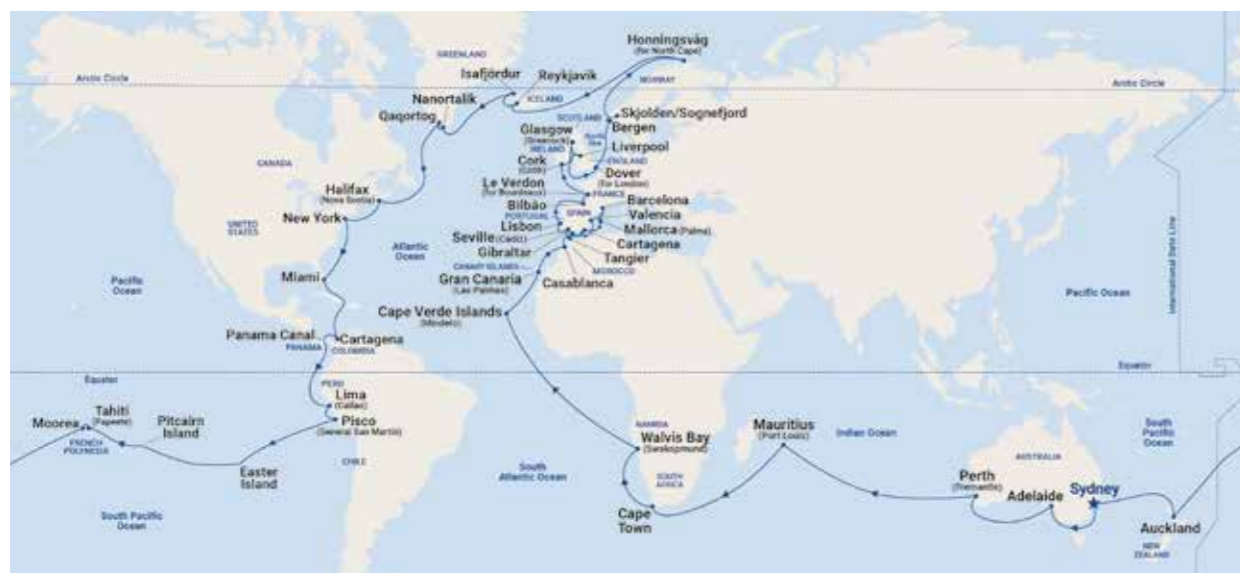 Honningsvåg
(for North Cape)
GREENLAND
Isafjördur
Reykjavik
NORWAY
Arctic Circle
Arctic Circle
ICELAND
Nanortalik
Qaqortog
SCOTLAND
Skjolden/Sognefjord
Glasgow
(Greenock)
North
Sea
Bergen
IRELAND
Liverpool
CANADA
Cork
(Cobh)
ENGLAND
Dover
(for London)
Le Verdon
(for Bourdeaux)
FRANCE
Halifax
(Nova Scotia)
Barcelona
Bilbao
SPAIN
Valencia
New York
PORTUGAL
UNITED
STATES
Lisbon
Mallorca (Palma)
Seville (Cadiz)
Cartagena
Atlantic
Ocean
Gibraltar
Tangier
CANARY ISLANDS
MOROCCO
Miami
Gran Canaria
(Las Palmas)
Casablanca
Pacific
Ocean
Pacific Ocean
International Date Line
Cape Verde Islands
(Mindelo)
Panama Canal
PANAMA
Cartagena
COLOMBIA
Equator
Equator
PERU
Lima
(Callao)
Tahiti
(Papeete)
Moorea
Pitcairn
Island
Pisco
(General San Martin)
FRENCH
POLYNESIA
NAMIBIA
Walvis Bay
(Swakopmund)
Mauritius
(Port Louis)
Indian Ocean
South
Pacific
Ocean
Easter
Island
CHILE
South
Atlantic Ocean
SOUTH
AFRICA
AUSTRALIA
Perth
(Fremantle)
Adelaide
Sydney
South Pacific
Ocean
Cape
Town
Auckland
NEW
ZEALAND